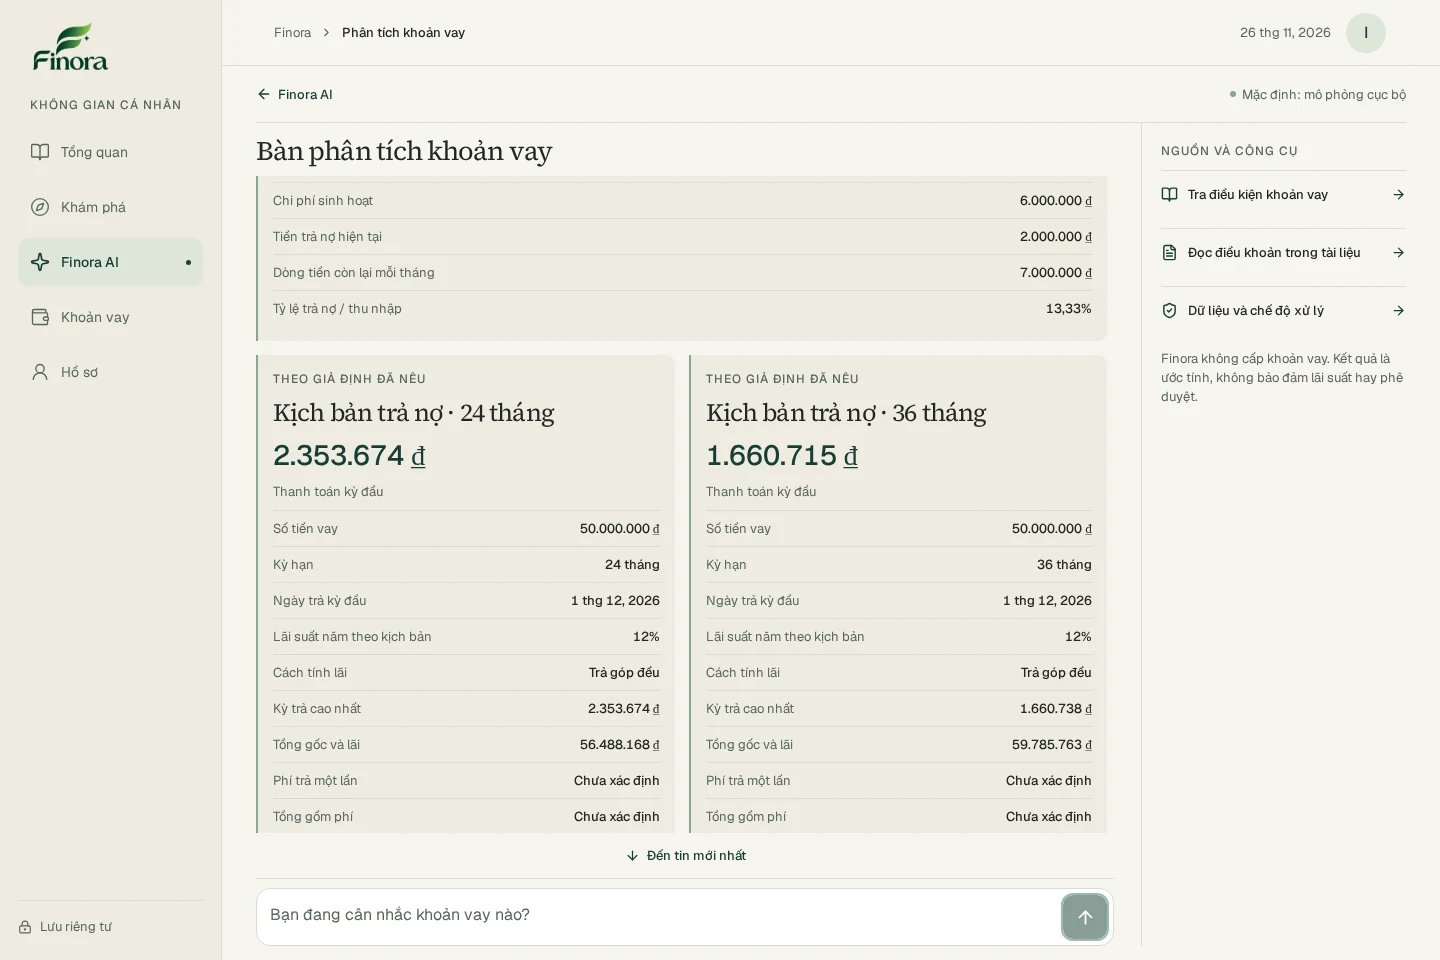 Finora
KHÔNG GIAN CÁ NHÂN
Tổng quan
Khám phá
Finora AI
Khoản vay
Hồ sơ
Lưu riêng tư
Finora
Phân tích khoản vay
26 thg 11, 2026
I
Finora AI
Mặc định: mô phỏng cục bộ
Bàn phân tích khoản vay
Chi phí sinh hoạt 6.000.000 ₫
Tiền trả nợ hiện tại 2.000.000 ₫
Dòng tiền còn lại mỗi tháng 7.000.000 ₫
Tỷ lệ trả nợ / thu nhập 13,33%
THEO GIẢ ĐỊNH ĐÃ NÊU
Kịch bản trả nợ · 24 tháng
2.353.674 ₫
Thanh toán kỳ đầu
Số tiền vay 50.000.000 ₫
Kỳ hạn 24 tháng
Ngày trả kỳ đầu 1 thg 12, 2026
Lãi suất năm theo kịch bản 12%
Cách tính lãi Trả góp đều
Kỳ trả cao nhất 2.353.674 ₫
Tổng gốc và lãi 56.488.168 ₫
Phí trả một lần Chưa xác định
Tổng gồm phí Chưa xác định
THEO GIẢ ĐỊNH ĐÃ NÊU
Kịch bản trả nợ · 36 tháng
1.660.715 ₫
Thanh toán kỳ đầu
Số tiền vay 50.000.000 ₫
Kỳ hạn 36 tháng
Ngày trả kỳ đầu 1 thg 12, 2026
Lãi suất năm theo kịch bản 12%
Cách tính lãi Trả góp đều
Kỳ trả cao nhất 1.660.738 ₫
Tổng gốc và lãi 59.785.763 ₫
Phí trả một lần Chưa xác định
Tổng gồm phí Chưa xác định
Đến tin mới nhất
Bạn đang cân nhắc khoản vay nào?
NGUỒN VÀ CÔNG CỤ
Tra điều kiện khoản vay
Đọc điều khoản trong tài liệu
Dữ liệu và chế độ xử lý
Finora không cấp khoản vay. Kết quả là
ước tính, không bảo đảm lãi suất hay phê
duyệt.